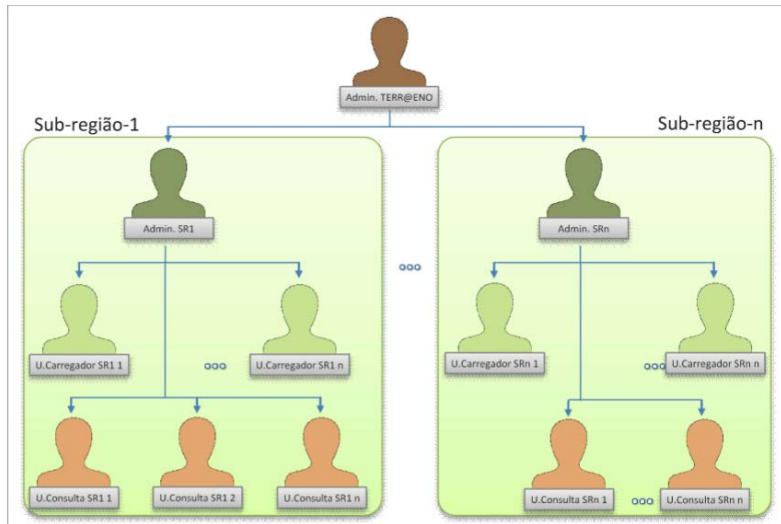 Admin. TERR@ENO
Sub-região-1
Sub-região-n
Admin. SR1
Admin. SRn
U.Carregador SR1 1
U.Carregador SR1 n
U.Carregador SRn 1
U.Carregador SRn n
U.Consulta SR1 1
U.Consulta SR1 2
U.Consulta SR1 n
U.Consulta SRn 1
U.Consulta SRn n